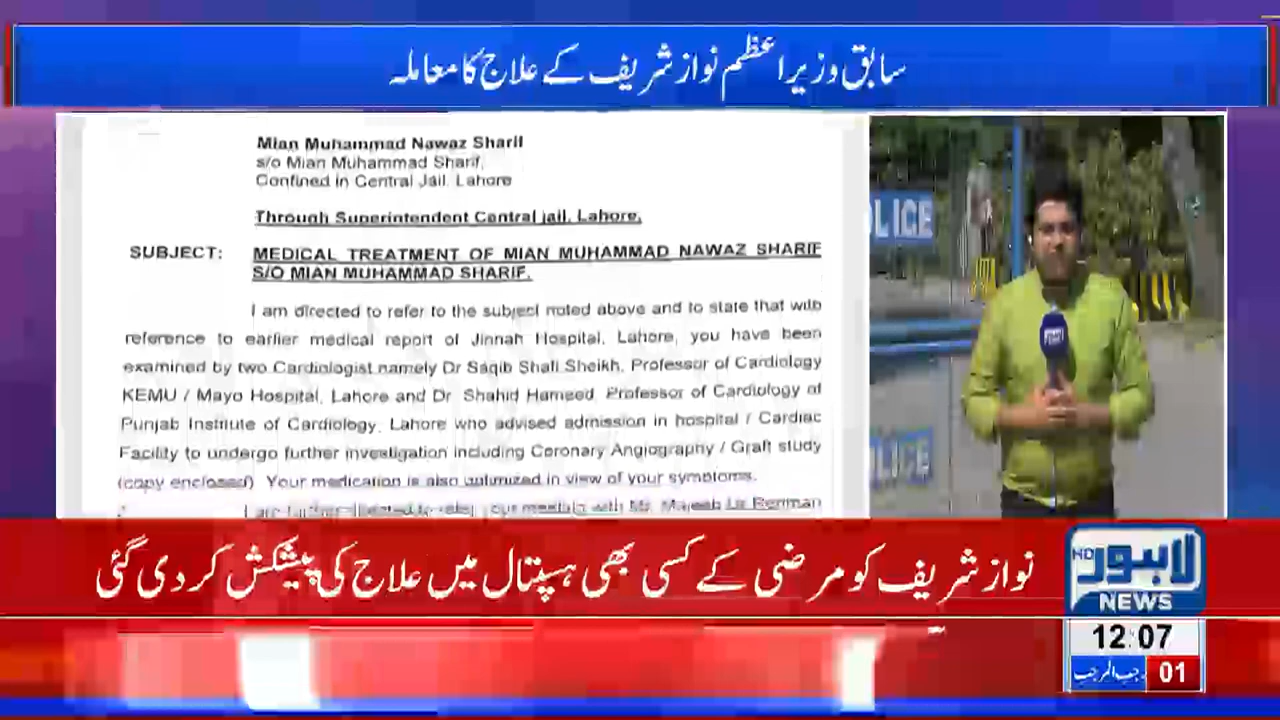 سابق وزیراعظم نواز شریف کے علاج کا معاملہ
Mian Muhammad Nawaz Sharif
s/o Mian Muhammad Sharif,
Confined in Central Jail, Lahore
Through Superintendent Central jail, Lahore.
SUBJECT: MEDICAL TREATMENT OF MIAN MUHAMMAD NAWAZ SHARIF
S/O MIAN MUHAMMAD SHARIF.
I am directed to refer to the subject noted above and to state that with
reference to earlier medical report of Jinnah Hospital, Lahore, you have been
examined by two Cardiologist namely Dr Saqib Shafi Sheikh, Professor of Cardiology
KEMU / Mayo Hospital, Lahore and Dr. Shahid Hameed, Professor of Cardiology of
Punjab Institute of Cardiology, Lahore who advised admission in hospital / Cardiac
Facility to undergo further investigation including Coronary Angiography / Graft study
(copy enclosed) Your medication is also optimized in view of your symptoms.
OLICE
OLICE
نواز شریف کو مرضی کے کسی بھی ہسپتال میں علاج کی پیشکش کر دی گئی
HD لاہور
NEWS
12:07
رجب المرجب 01